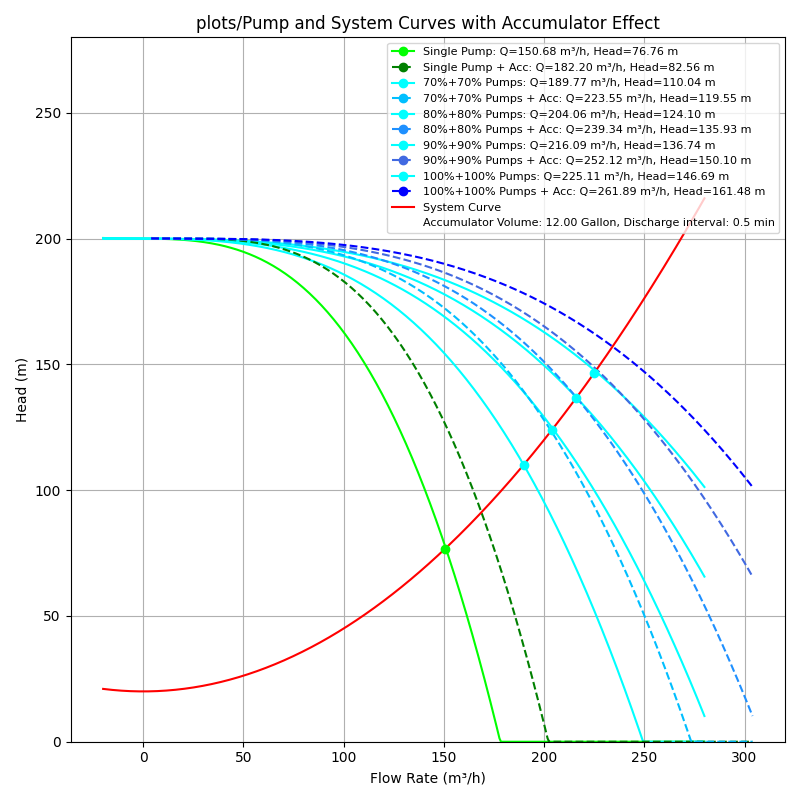 plots/Pump and System Curves with Accumulator Effect
Single Pump: Q=150.68 m³/h, Head=76.76 m
Single Pump + Acc: Q=182.20 m³/h, Head=82.56 m
70%+70% Pumps: Q=189.77 m³/h, Head=110.04 m
70%+70% Pumps + Acc: Q=223.55 m³/h, Head=119.55 m
80%+80% Pumps: Q=204.06 m³/h, Head=124.10 m
80%+80% Pumps + Acc: Q=239.34 m³/h, Head=135.93 m
90%+90% Pumps: Q=216.09 m³/h, Head=136.74 m
90%+90% Pumps + Acc: Q=252.12 m³/h, Head=150.10 m
100%+100% Pumps: Q=225.11 m³/h, Head=146.69 m
100%+100% Pumps + Acc: Q=261.89 m³/h, Head=161.48 m
System Curve
Accumulator Volume: 12.00 Gallon, Discharge interval: 0.5 min
Head (m)
250
200
150
100
50
0
0 50 100 150 200 250 300
Flow Rate (m³/h)